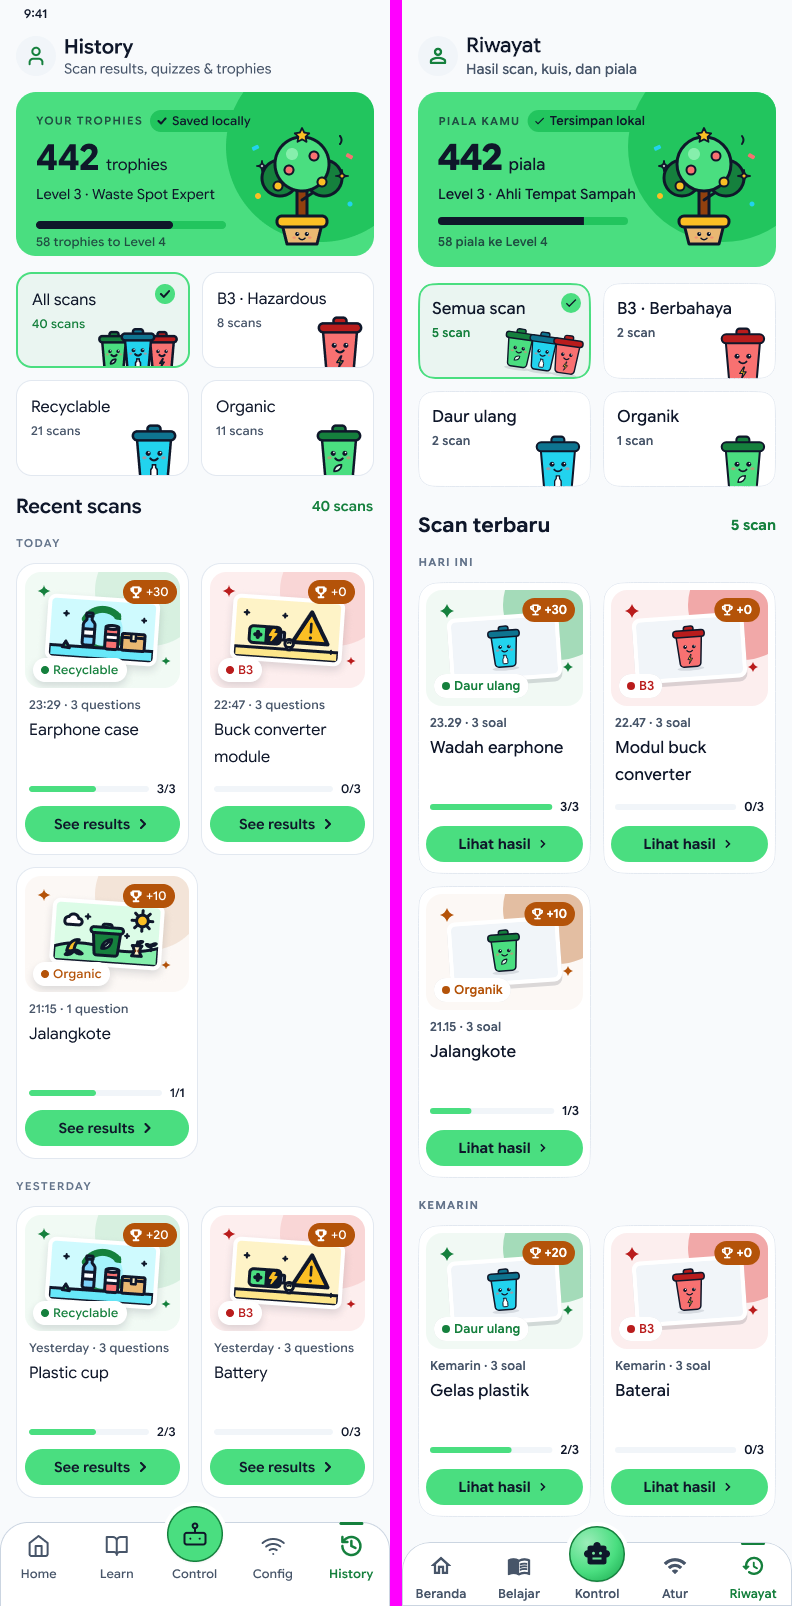 9:41
History
Scan results, quizzes & trophies
YOUR TROPHIES
Saved locally
442 trophies
Level 3 · Waste Spot Expert
58 trophies to Level 4
All scans
40 scans
B3 · Hazardous
8 scans
Recyclable
21 scans
Organic
11 scans
Recent scans
40 scans
TODAY
+30
Recyclable
23:29 · 3 questions
Earphone case
3/3
See results
+0
B3
22:47 · 3 questions
Buck converter
module
0/3
See results
+10
Organic
21:15 · 1 question
Jalangkote
1/1
See results
YESTERDAY
+20
Recyclable
Yesterday · 3 questions
Plastic cup
2/3
See results
+0
B3
Yesterday · 3 questions
Battery
0/3
See results
Home
Learn
Control
Config
History
Riwayat
Hasil scan, kuis, dan piala
PIALA KAMU
Tersimpan lokal
442 piala
Level 3 · Ahli Tempat Sampah
58 piala ke Level 4
Semua scan
5 scan
B3 · Berbahaya
2 scan
Daur ulang
2 scan
Organik
1 scan
Scan terbaru
5 scan
HARI INI
+30
Daur ulang
23.29 · 3 soal
Wadah earphone
3/3
Lihat hasil
+0
B3
22.47 · 3 soal
Modul buck
converter
0/3
Lihat hasil
+10
Organik
21.15 · 3 soal
Jalangkote
1/3
Lihat hasil
KEMARIN
+20
Daur ulang
Kemarin · 3 soal
Gelas plastik
2/3
Lihat hasil
+0
B3
Kemarin · 3 soal
Baterai
0/3
Lihat hasil
Beranda
Belajar
Kontrol
Atur
Riwayat